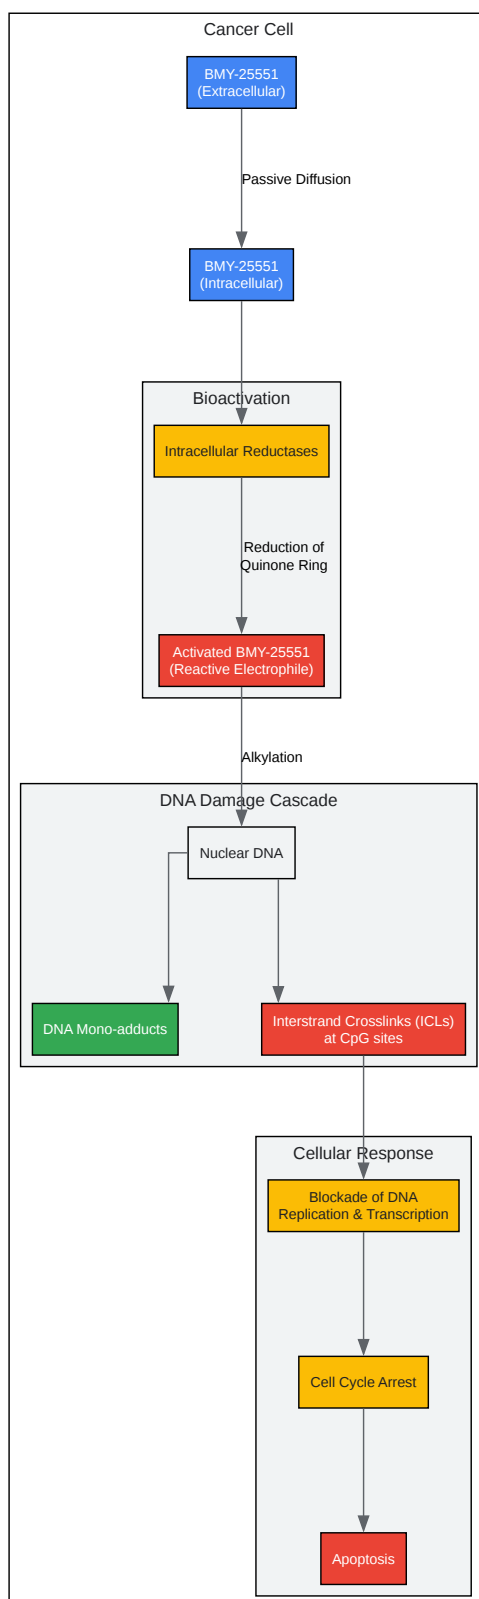 Cancer Cell
BMY-25551
(Extracellular)
Passive Diffusion
BMY-25551
(Intracellular)
Bioactivation
Intracellular Reductases
Reduction of
Quinone Ring
Activated BMY-25551
(Reactive Electrophile)
Alkylation
DNA Damage Cascade
Nuclear DNA
DNA Mono-adducts
Interstrand Crosslinks (ICLs)
at CpG sites
Cellular Response
Blockade of DNA
Replication & Transcription
Cell Cycle Arrest
Apoptosis